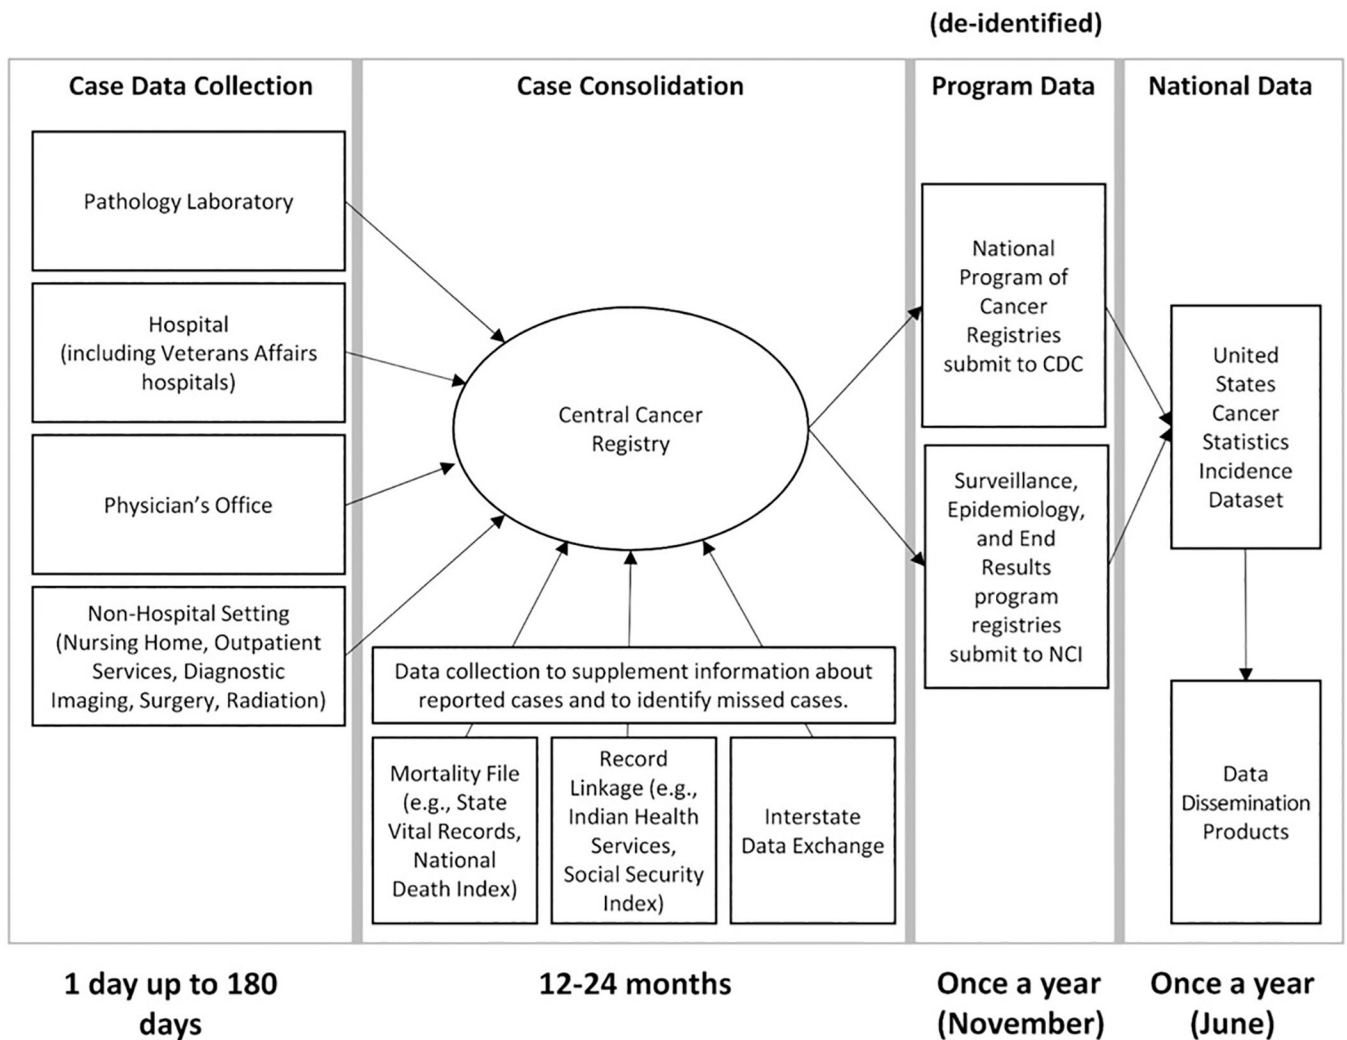 (de-identified)
Case Data Collection
Case Consolidation
Program Data
National Data
Pathology Laboratory
Hospital
(including Veterans Affairs
hospitals)
Physician’s Office
Non-Hospital Setting
(Nursing Home, Outpatient
Services, Diagnostic
Imaging, Surgery, Radiation)
Central Cancer
Registry
Data collection to supplement information about
reported cases and to identify missed cases.
Mortality File
(e.g., State
Vital Records,
National
Death Index)
Record
Linkage (e.g.,
Indian Health
Services,
Social Security
Index)
Interstate
Data Exchange
National
Program of
Cancer
Registries
submit to CDC
Surveillance,
Epidemiology,
and End
Results
program
registries
submit to NCI
United
States
Cancer
Statistics
Incidence
Dataset
Data
Dissemination
Products
1 day up to 180
days
12-24 months
Once a year
(November)
Once a year
(June)